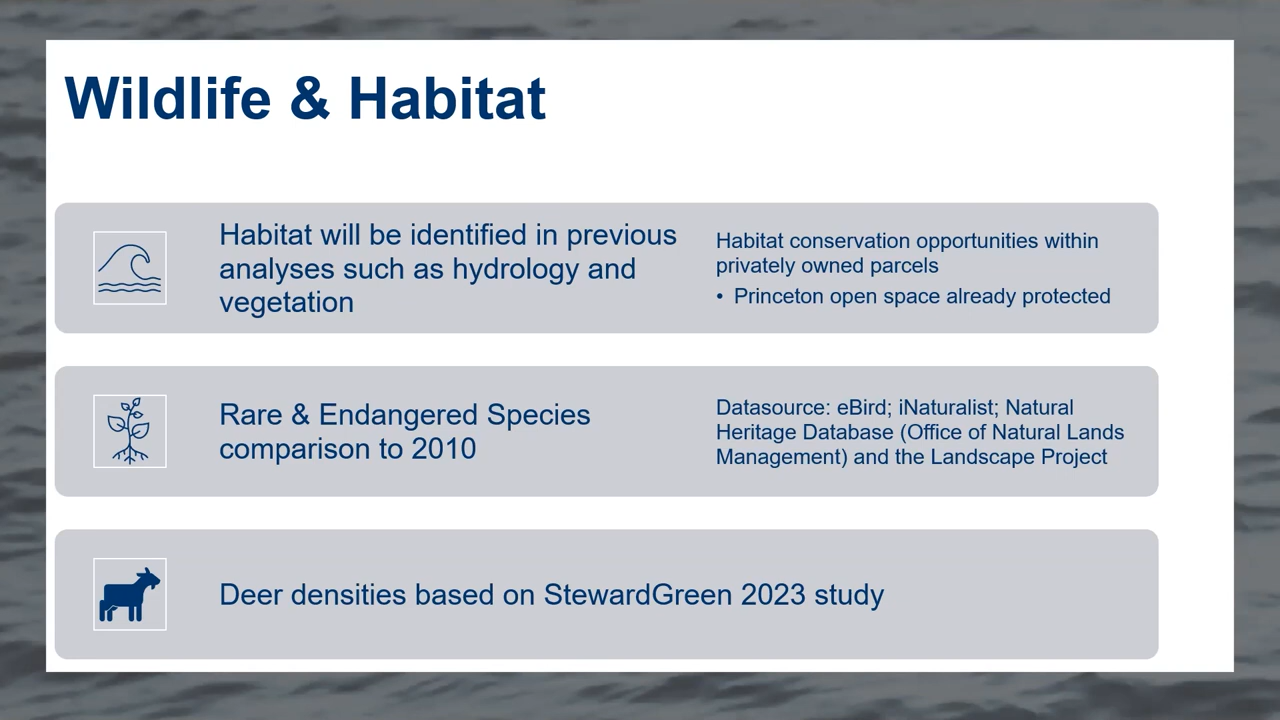 Wildlife & Habitat
Habitat will be identified in previous
analyses such as hydrology and
vegetation
Habitat conservation opportunities within
privately owned parcels
• Princeton open space already protected
Rare & Endangered Species
comparison to 2010
Datasource: eBird; iNaturalist; Natural
Heritage Database (Office of Natural Lands
Management) and the Landscape Project
Deer densities based on StewardGreen 2023 study